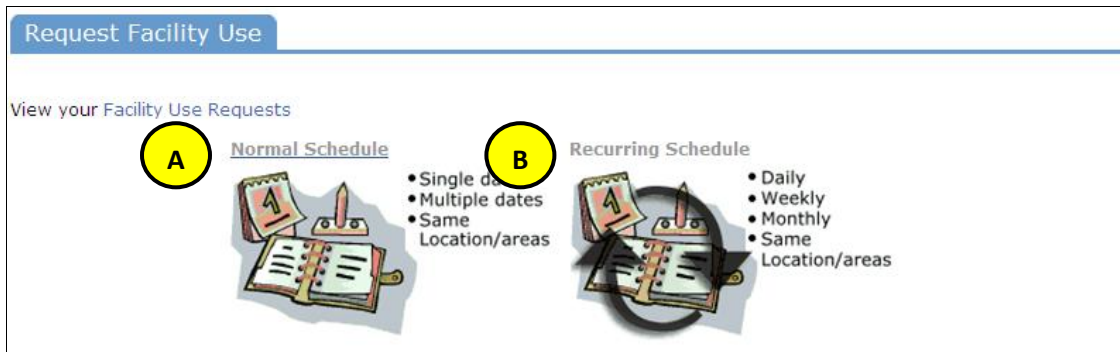 Request Facility Use
View your Facility Use Requests
A
Normal Schedule
• Single
• Multiple dates
• Same
Location/areas
B
Recurring Schedule
• Daily
• Weekly
• Monthly
• Same
Location/areas
1
1